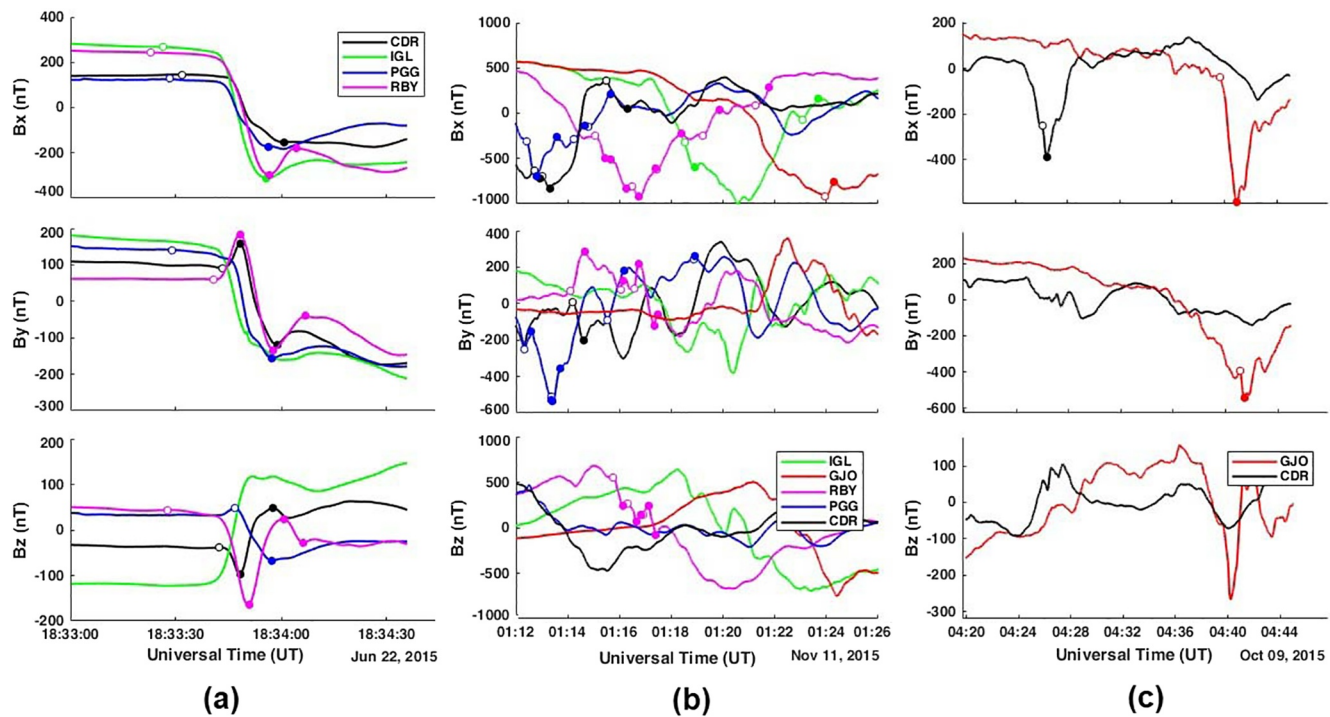 400
200
0
-200
400
Bx (nT)
CDR
IGL
PGG
RBY
200
100
0
-100
-200
-300
By (nT)
200
100
0
-100
-200
Bz (nT)
18:33:00
18:33:30
18:34:00
18:34:30
Universal Time (UT)
Jun 22, 2015
(a)
1000
500
0
-500
-1000
Bx (nT)
400
200
0
-200
-400
-600
By (nT)
1000
500
0
-500
-1000
Bz (nT)
IGL
GJO
RBY
PGG
CDR
01:12
01:14
01:16
01:18
01:20
01:22
01:24
01:26
Universal Time (UT)
Nov 11, 2015
(b)
200
0
-200
-400
Bx (nT)
200
0
-200
-400
-600
By (nT)
100
0
-100
-200
-300
Bz (nT)
GJO
CDR
04:20
04:24
04:28
04:32
04:36
04:40
04:44
Universal Time (UT)
Oct 09, 2015
(c)